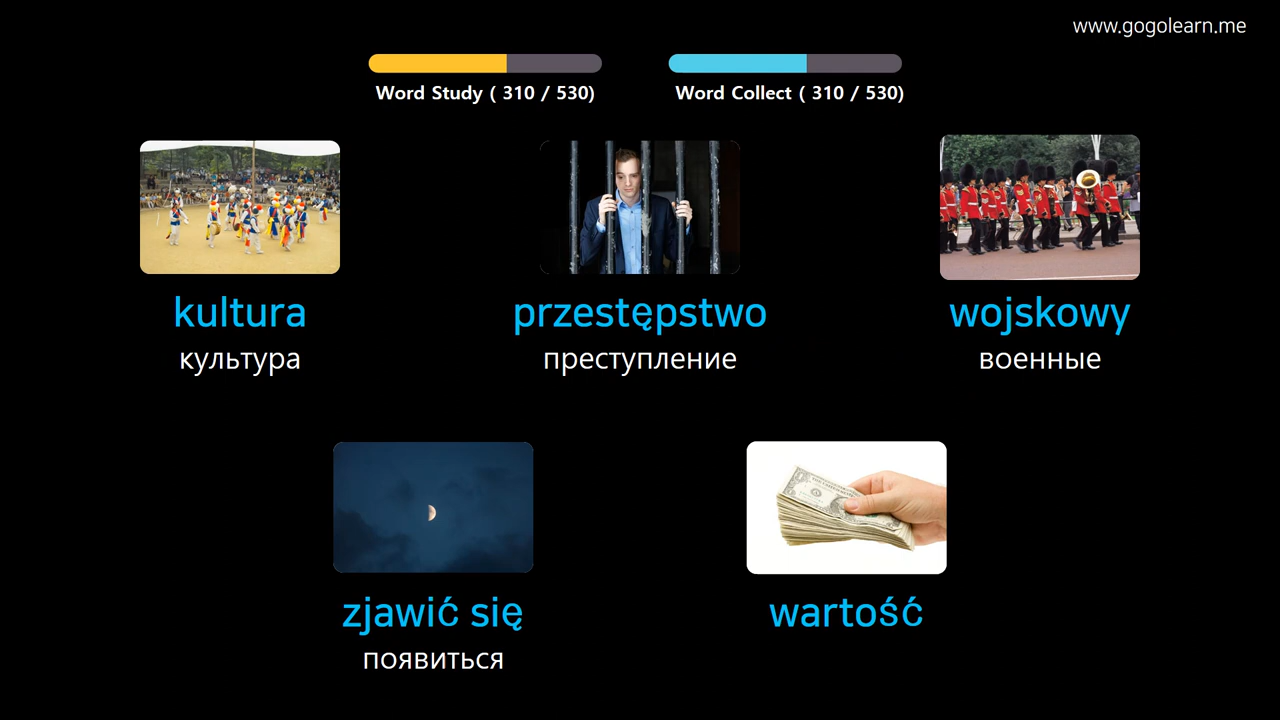 www.gogolearn.me
Word Study ( 310 / 530)
Word Collect ( 310 / 530)
kultura
культура
przestępstwo
преступление
wojskowy
военные
zjawić się
появиться
wartość